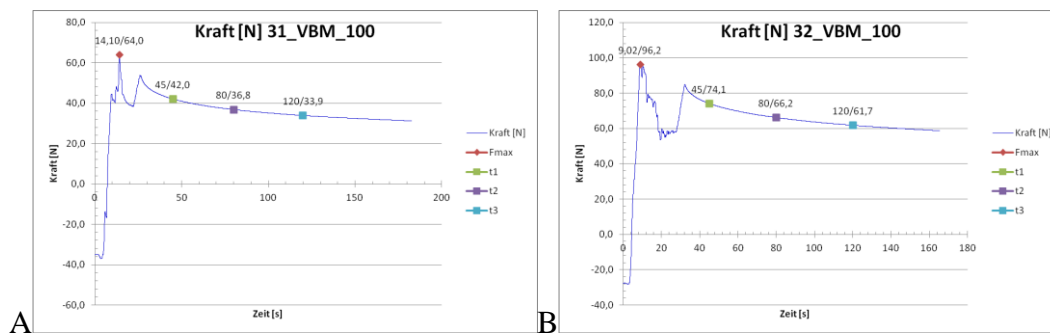 Kraft [N] 31_VBM_100
80,0
60,0
40,0
20,0
0,0
-20,0
-40,0
-60,0
Kraft [N]
14,10/64,0
45/42,0
80/36,8
120/33,9
0
50
100
150
200
Zeit [s]
Kraft [N]
Fmax
t1
t2
t3
A
Kraft [N] 32_VBM_100
120,0
100,0
80,0
60,0
40,0
20,0
0,0
-20,0
-40,0
Kraft [N]
9,02/96,2
45/74,1
80/66,2
120/61,7
0
20
40
60
80
100
120
140
160
180
Zeit [s]
Kraft [N]
Fmax
t1
t2
t3
B